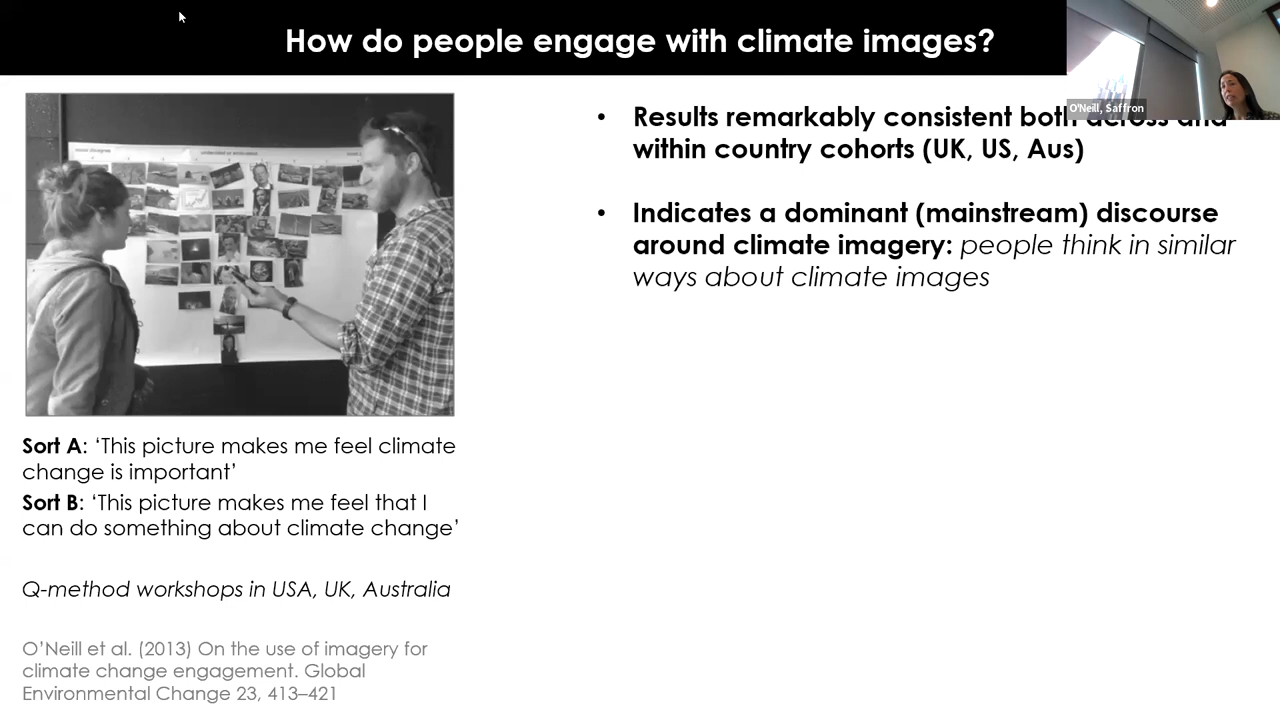 How do people engage with climate images?
O'Neill, Saffron
• Results remarkably consistent both across and
within country cohorts (UK, US, Aus)
• Indicates a dominant (mainstream) discourse
around climate imagery: people think in similar
ways about climate images
Sort A: ‘This picture makes me feel climate
change is important’
Sort B: ‘This picture makes me feel that I
can do something about climate change’
Q-method workshops in USA, UK, Australia
O’Neill et al. (2013) On the use of imagery for
climate change engagement. Global
Environmental Change 23, 413–421